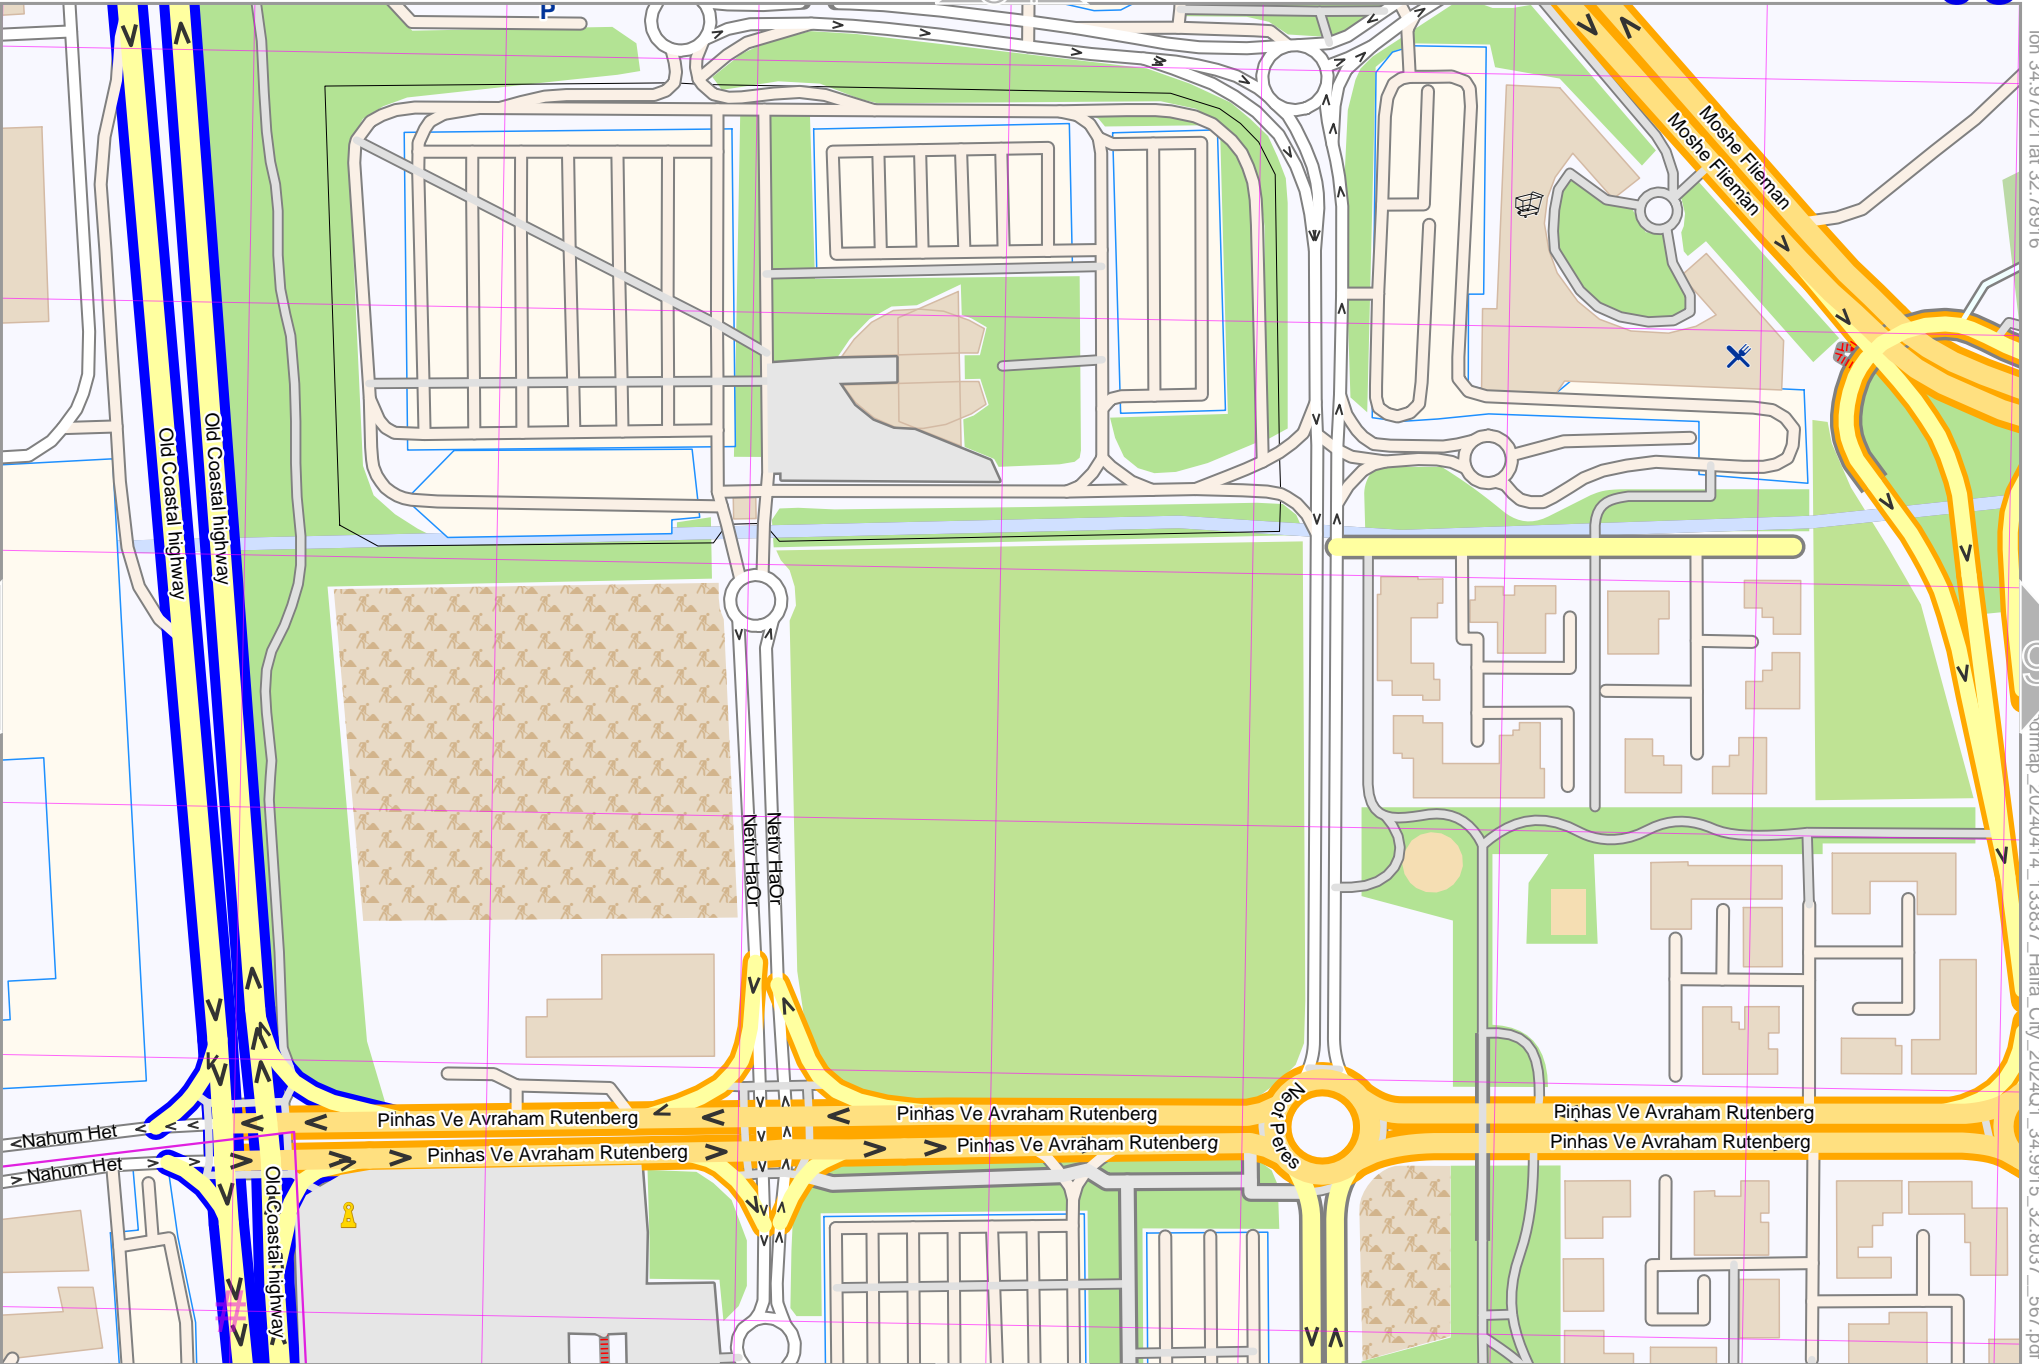 P
Moshe Flieman
Moshe Flieman
Old Coastal highway
Old Coastal highway
Netiv HaOr
Netiv HaOr
Pinhas Ve Avraham Rutenberg
Pinhas Ve Avraham Rutenberg
Pinhas Ve Avraham Rutenberg
Pinhas Ve Avraham Rutenberg
Pinhas Ve Avraham Rutenberg
Pinhas Ve Avraham Rutenberg
Neot Peres
Nahum Het
Nahum Het
Old Coastal highway